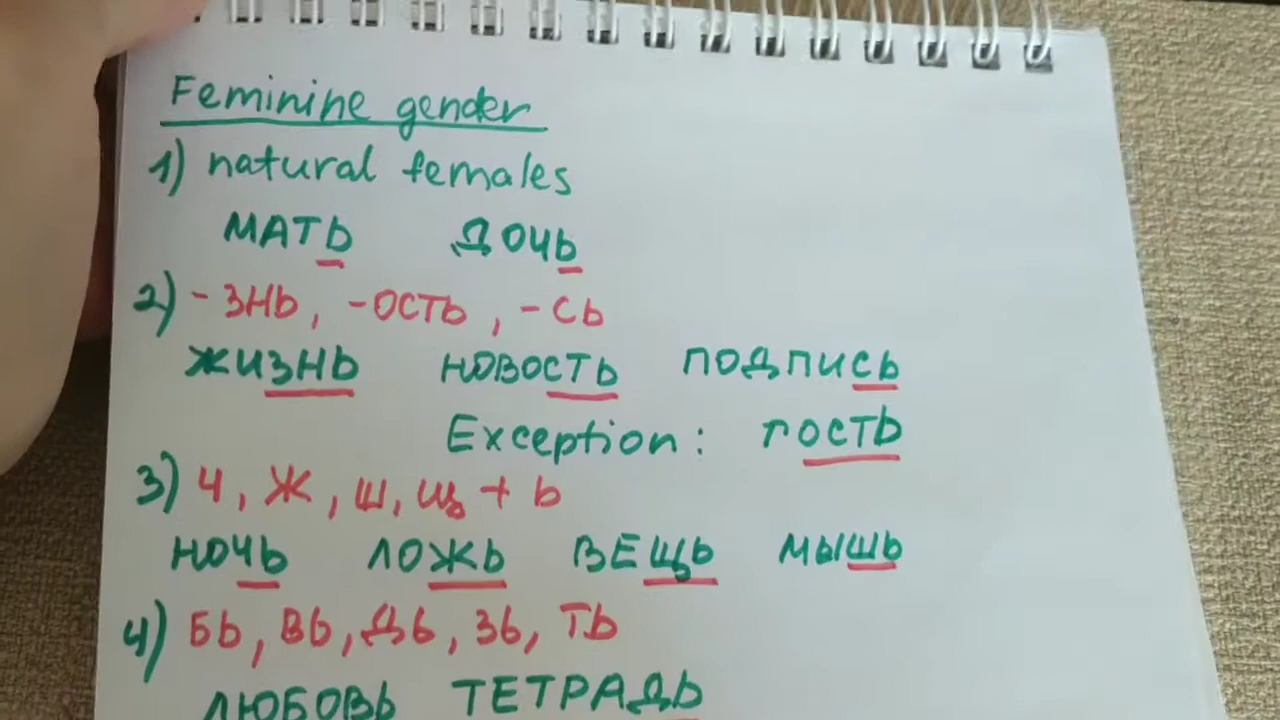 Feminine gender
1) natural females
МАТЬ ДОЧЬ
2) -ЗНЬ, -ОСТЬ, -СЬ
ЖИЗНЬ НОВОСТЬ ПОДПИСЬ
Exception: ГОСТЬ
3) Ч, Ж, Ш, Щ + Ь
НОЧЬ ЛОЖЬ ВЕЩЬ МЫШЬ
4) БЬ, ВЬ, ДЬ, ЗЬ, ТЬ
ЛЮБОВЬ ТЕТРАДЬ